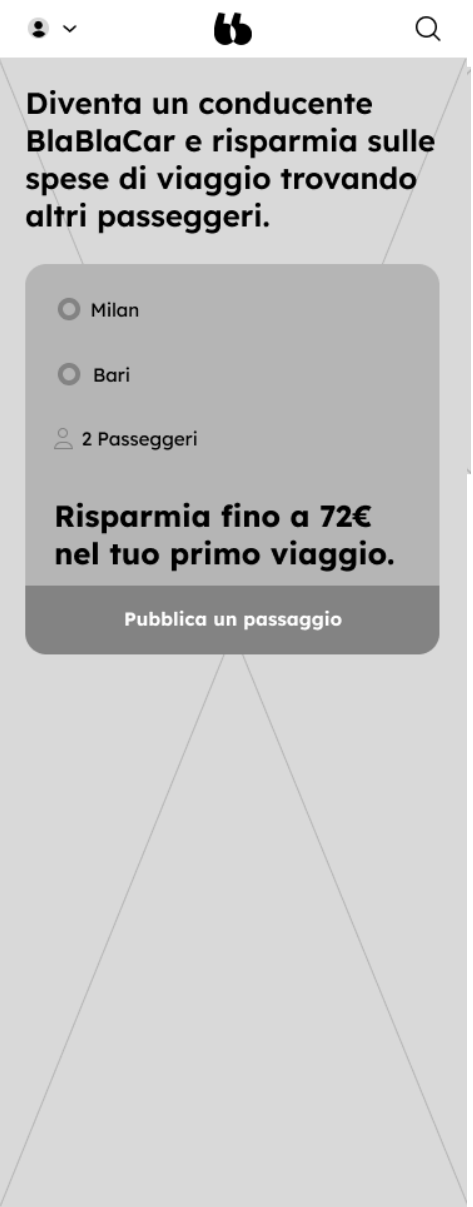 Diventa un conducente
BlaBlaCar e risparmia sulle
spese di viaggio trovando
altri passeggeri.
Milan
Bari
2 Passeggeri
Risparmia fino a 72€
nel tuo primo viaggio.
Pubblica un passaggio